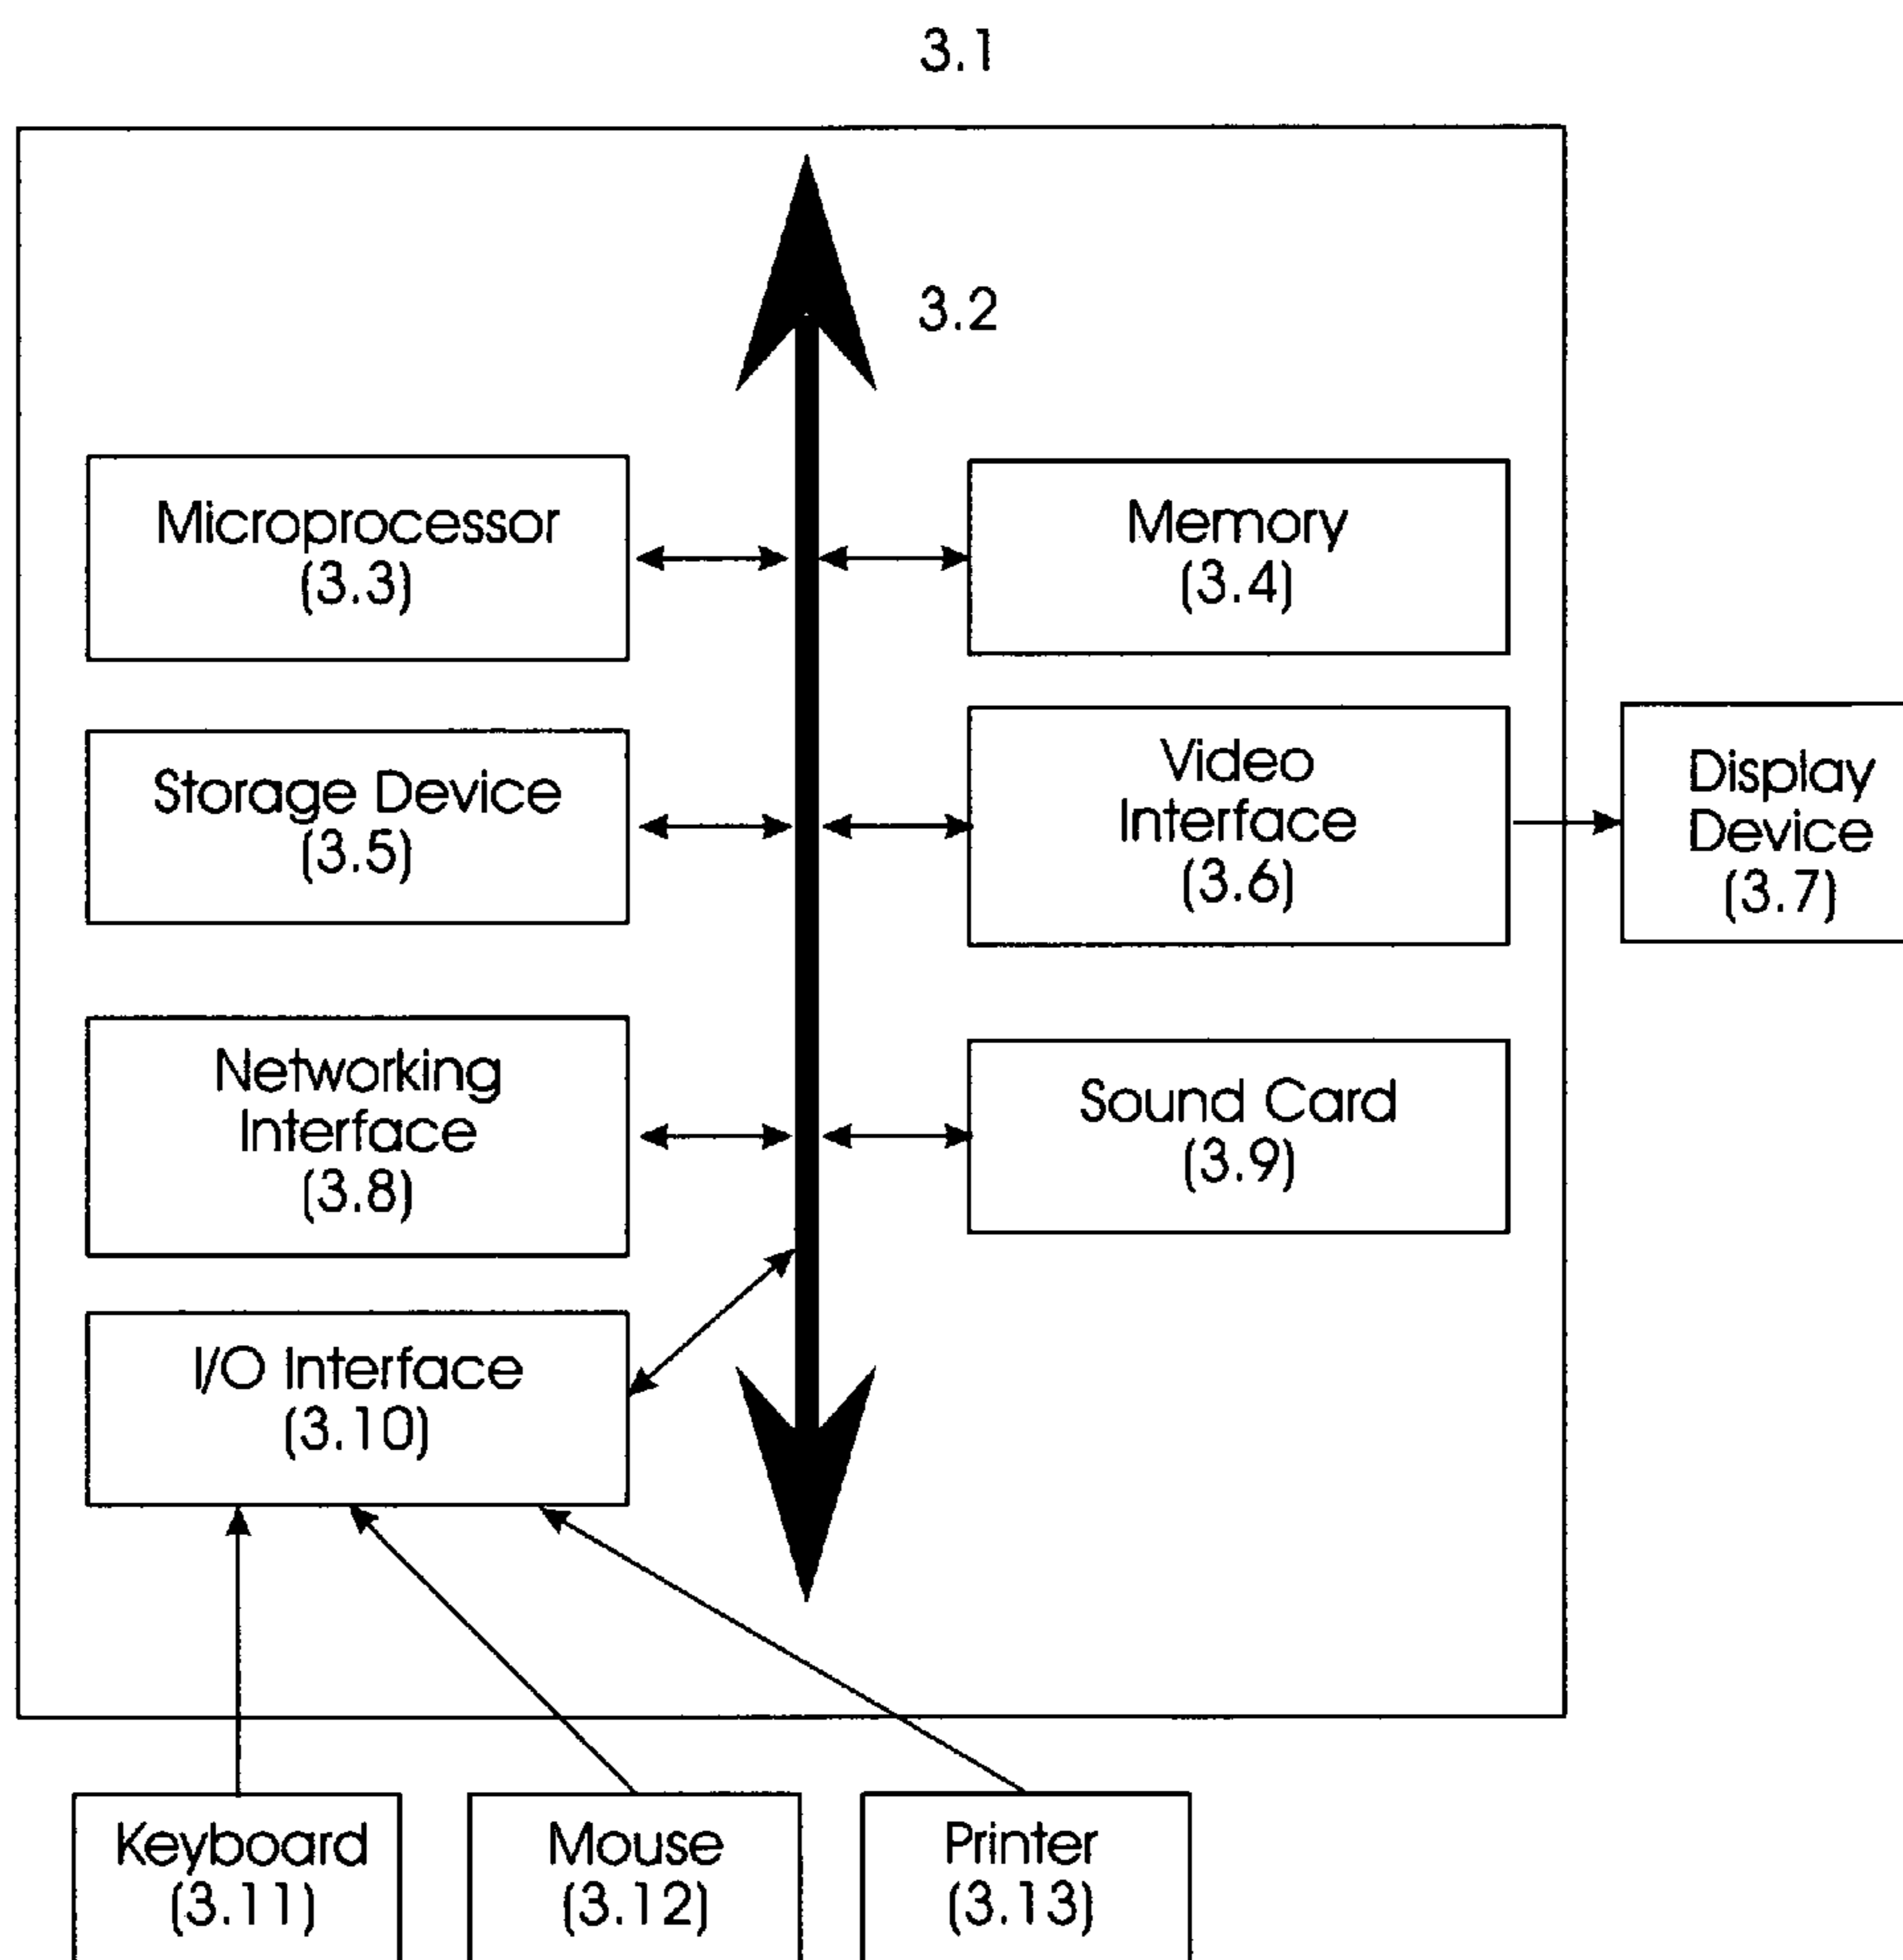 3.1
3.2
Microprocessor
(3.3)
Memory
(3.4)
Storage Device
(3.5)
Video
Interface
(3.6)
Display
Device
(3.7)
Networking
Interface
(3.8)
Sound Card
(3.9)
I/O Interface
(3.10)
Keyboard
(3.11)
Mouse
(3.12)
Printer
(3.13)